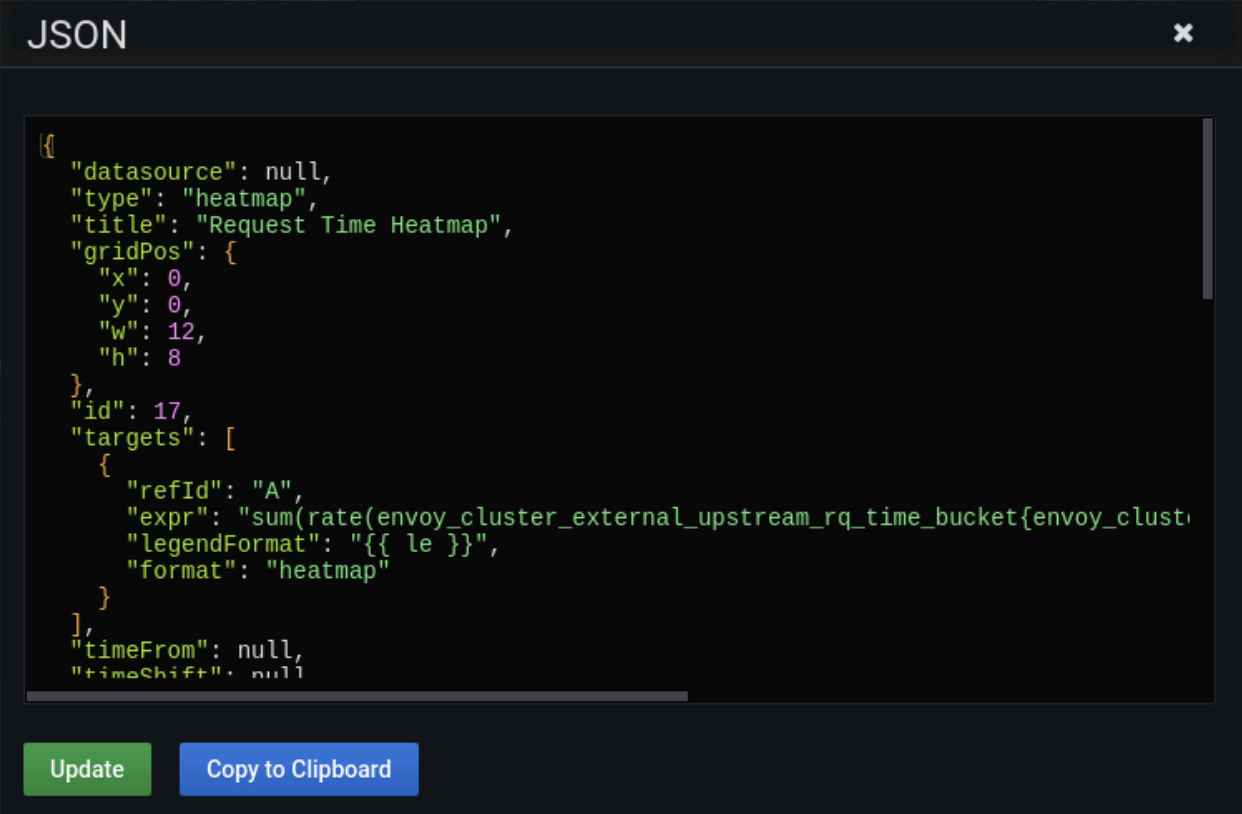 JSON
{
"datasource": null,
"type": "heatmap",
"title": "Request Time Heatmap",
"gridPos": {
"x": 0,
"y": 0,
"w": 12,
"h": 8
},
"id": 17,
"targets": [
{
"refId": "A",
"expr": "sum(rate(envoy_cluster_external_upstream_rq_time_bucket{envoy_clust
"legendFormat": "{{ le }}",
"format": "heatmap"
}
],
"timeFrom": null,
"timeShift": null
Update
Copy to Clipboard